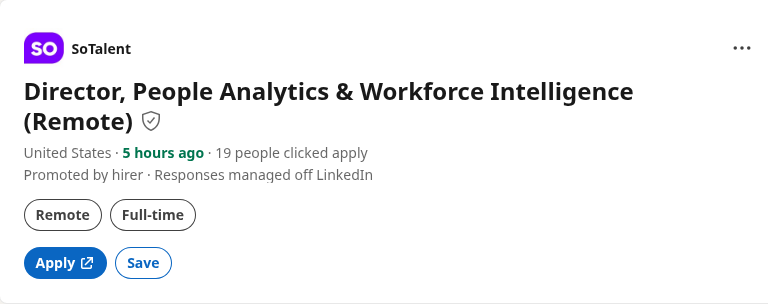 SO SoTalent
Director, People Analytics & Workforce Intelligence
(Remote)
United States · 5 hours ago · 19 people clicked apply
Promoted by hirer · Responses managed off LinkedIn
Remote Full-time
Apply Save